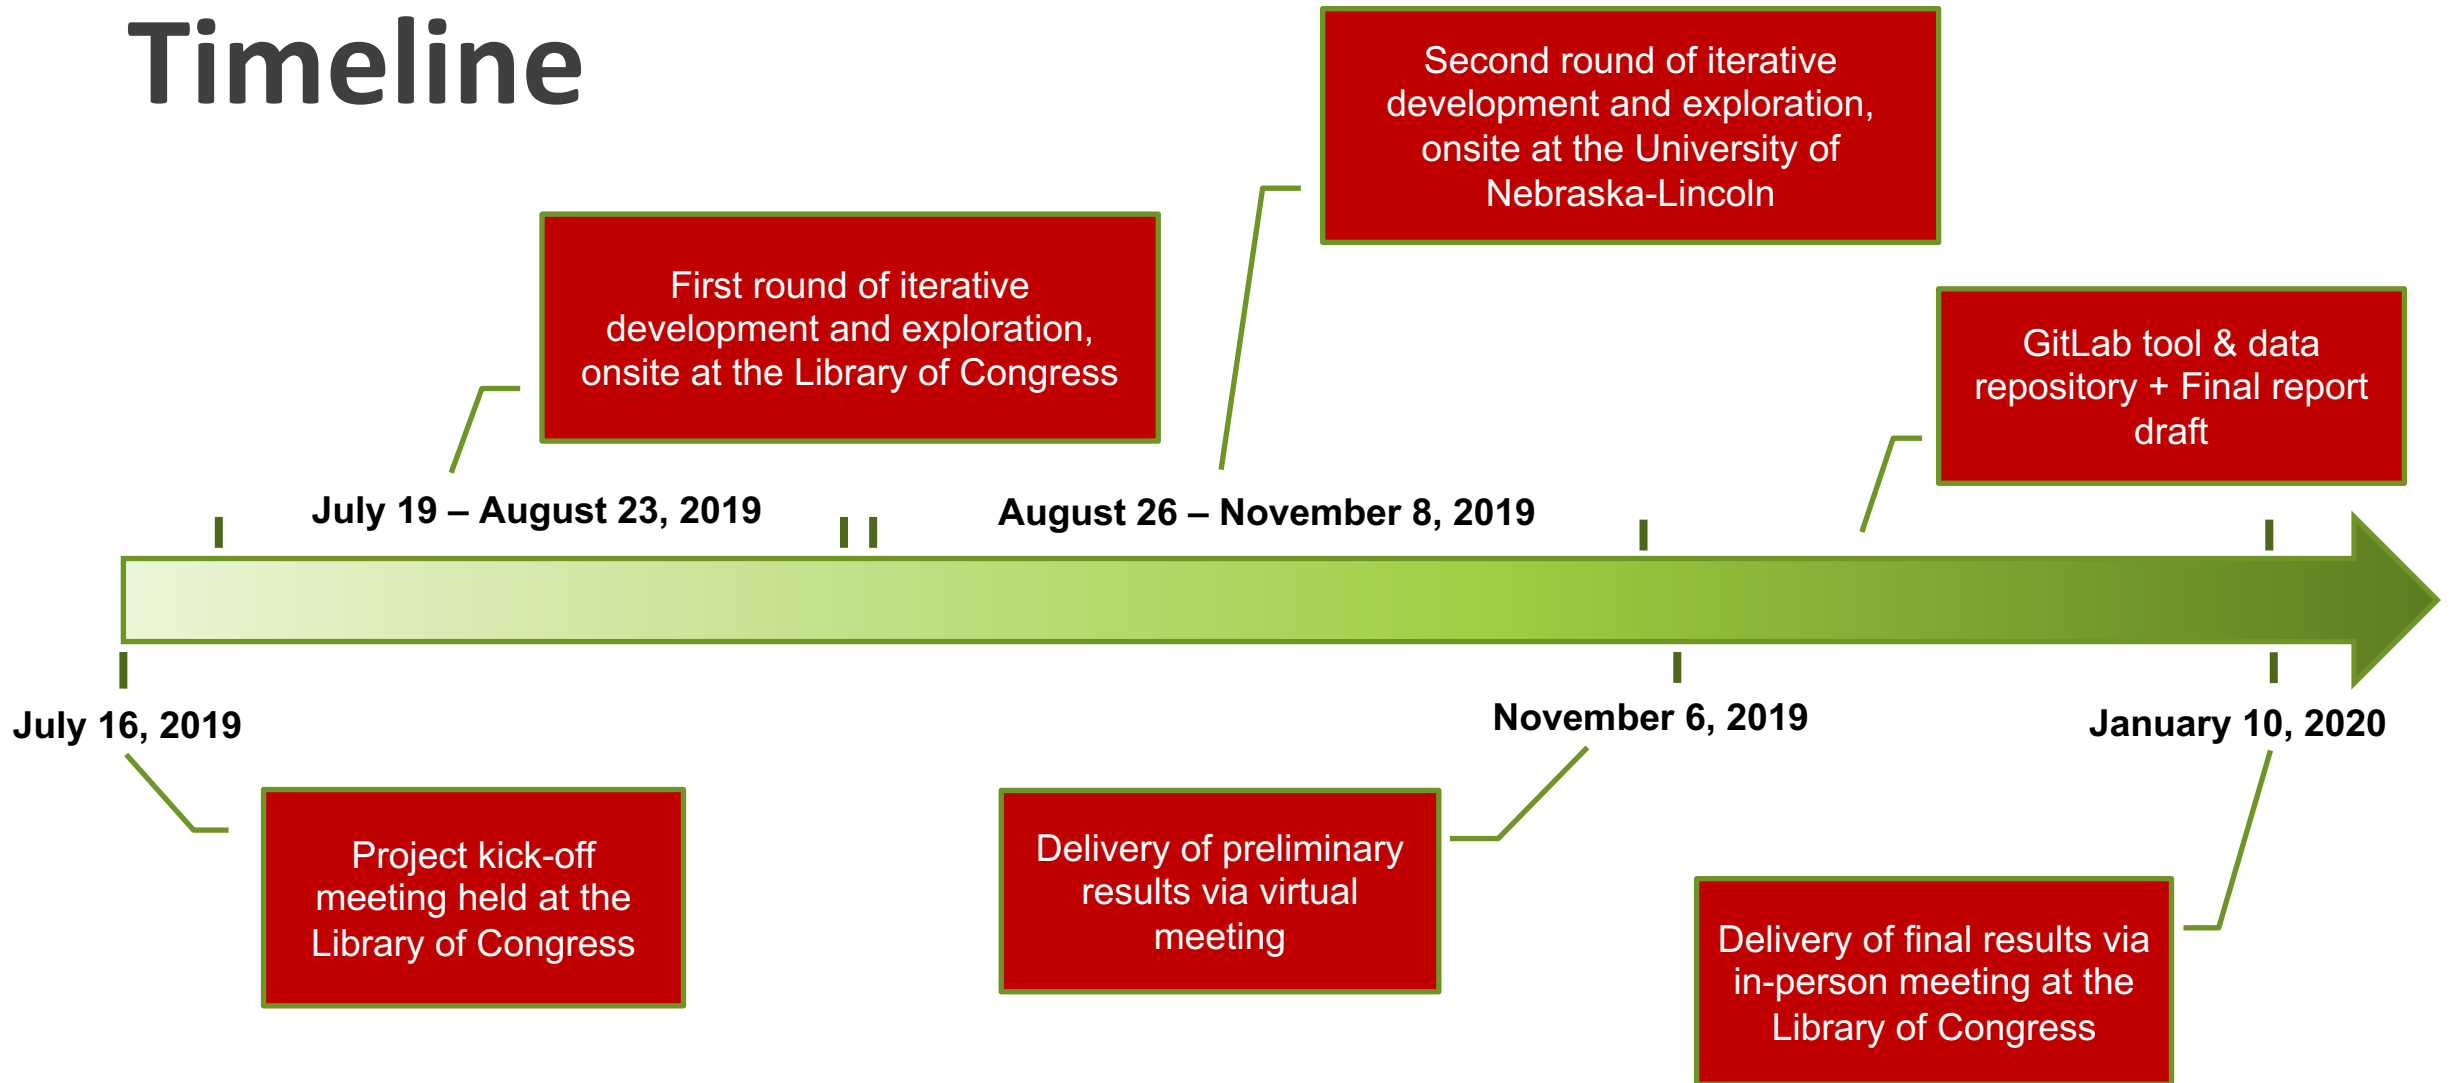 Timeline
Second round of iterative
development and exploration,
onsite at the University of
Nebraska-Lincoln
First round of iterative
development and exploration,
onsite at the Library of Congress
GitLab tool & data
repository + Final report
draft
July 19 – August 23, 2019
August 26 – November 8, 2019
July 16, 2019
November 6, 2019
January 10, 2020
Project kick-off
meeting held at the
Library of Congress
Delivery of preliminary
results via virtual
meeting
Delivery of final results via
in-person meeting at the
Library of Congress